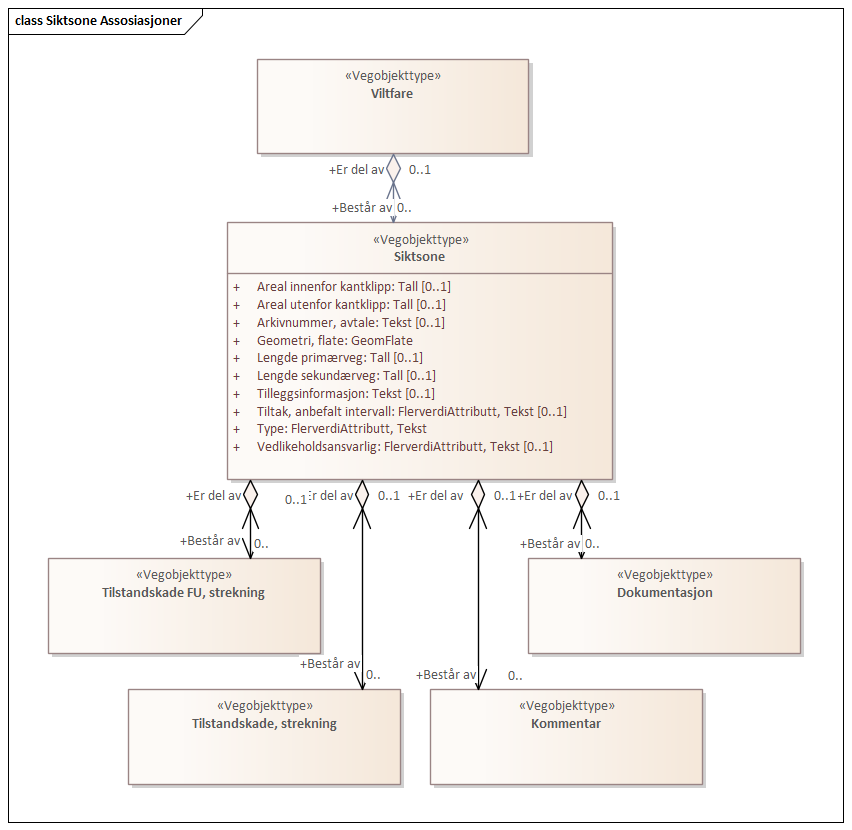 class Siktsone Assosiasjoner
«Vegobjekttype»
Viltfare
+Er del av 0..1
+Består av 0..
«Vegobjekttype»
Siktsone
+ Areal innenfor kantklipp: Tall [0..1]
+ Areal utenfor kantklipp: Tall [0..1]
+ Arkivnummer, avtale: Tekst [0..1]
+ Geometri, flate: GeomFlate
+ Lengde primærveg: Tall [0..1]
+ Lengde sekundærveg: Tall [0..1]
+ Tilleggsinformasjon: Tekst [0..1]
+ Tiltak, anbefalt intervall: FlerverdiAttributt, Tekst [0..1]
+ Type: FlerverdiAttributt, Tekst
+ Vedlikeholdsansvarlig: FlerverdiAttributt, Tekst [0..1]
+Er del av 0..1 Er del av 0..1 +Er del av 0..1 +Er del av 0..1
+Består av 0.. +Består av 0..
«Vegobjekttype»
Tilstandskade FU, strekning
«Vegobjekttype»
Dokumentasjon
+Består av 0.. +Består av 0..
«Vegobjekttype»
Tilstandskade, strekning
«Vegobjekttype»
Kommentar